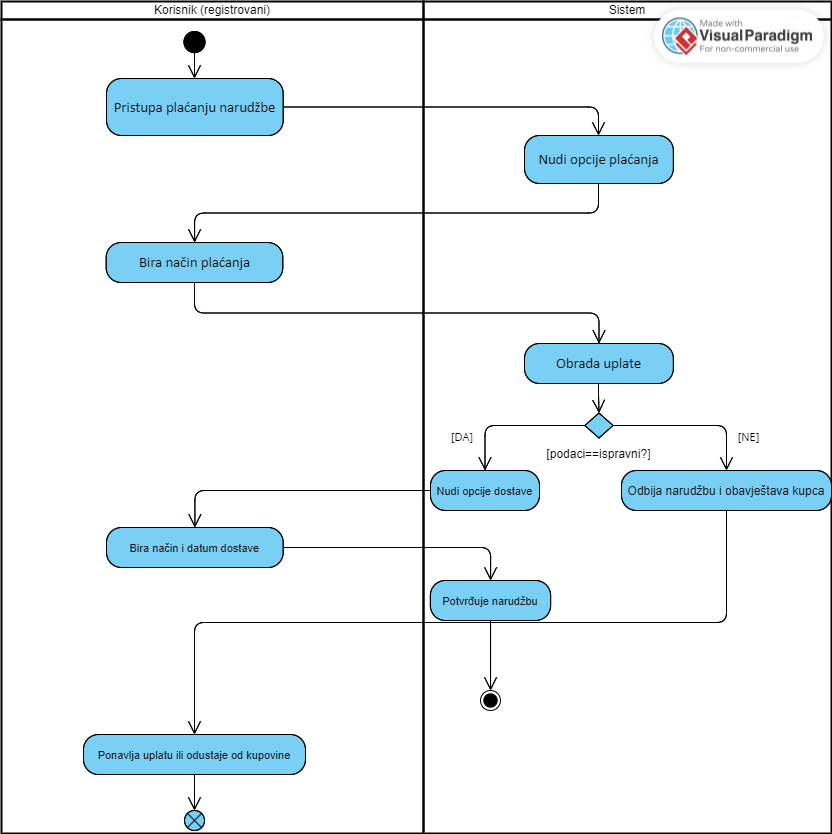 Korisnik (registrovani)
Sistem
Made with
VisualParadigm
For non-commercial use
Pristupa plaćanju narudžbe
Nudi opcije plaćanja
Bira način plaćanja
Obrada uplate
[DA]
[NE]
[podaci==ispravni?]
Nudi opcije dostave
Odbija narudžbu i obavještava kupca
Bira način i datum dostave
Potvrđuje narudžbu
Ponavlja uplatu ili odustaje od kupovine